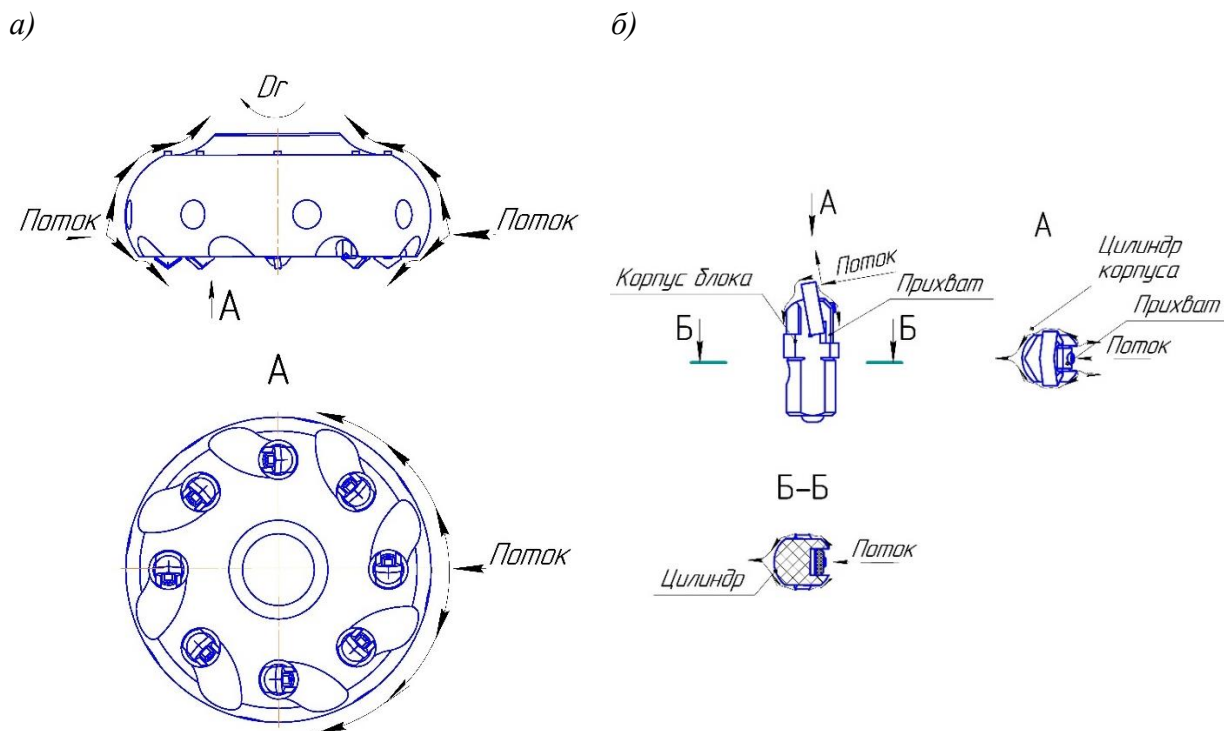 а)
б)
Dr
Поток
Поток
А
А
Поток
А
Поток
Корпус блока
Прихват
Б
Б
А
Цилиндр
корпуса
Прихват
Поток
Б–Б
Поток
Цилиндр